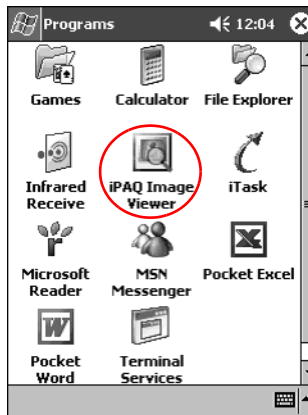 Programs 12:04
Games Calculator File Explorer
Infrared Receive iPAQ Image Viewer iTask
Microsoft Reader MSN Messenger Pocket Excel
Pocket Word Terminal Services